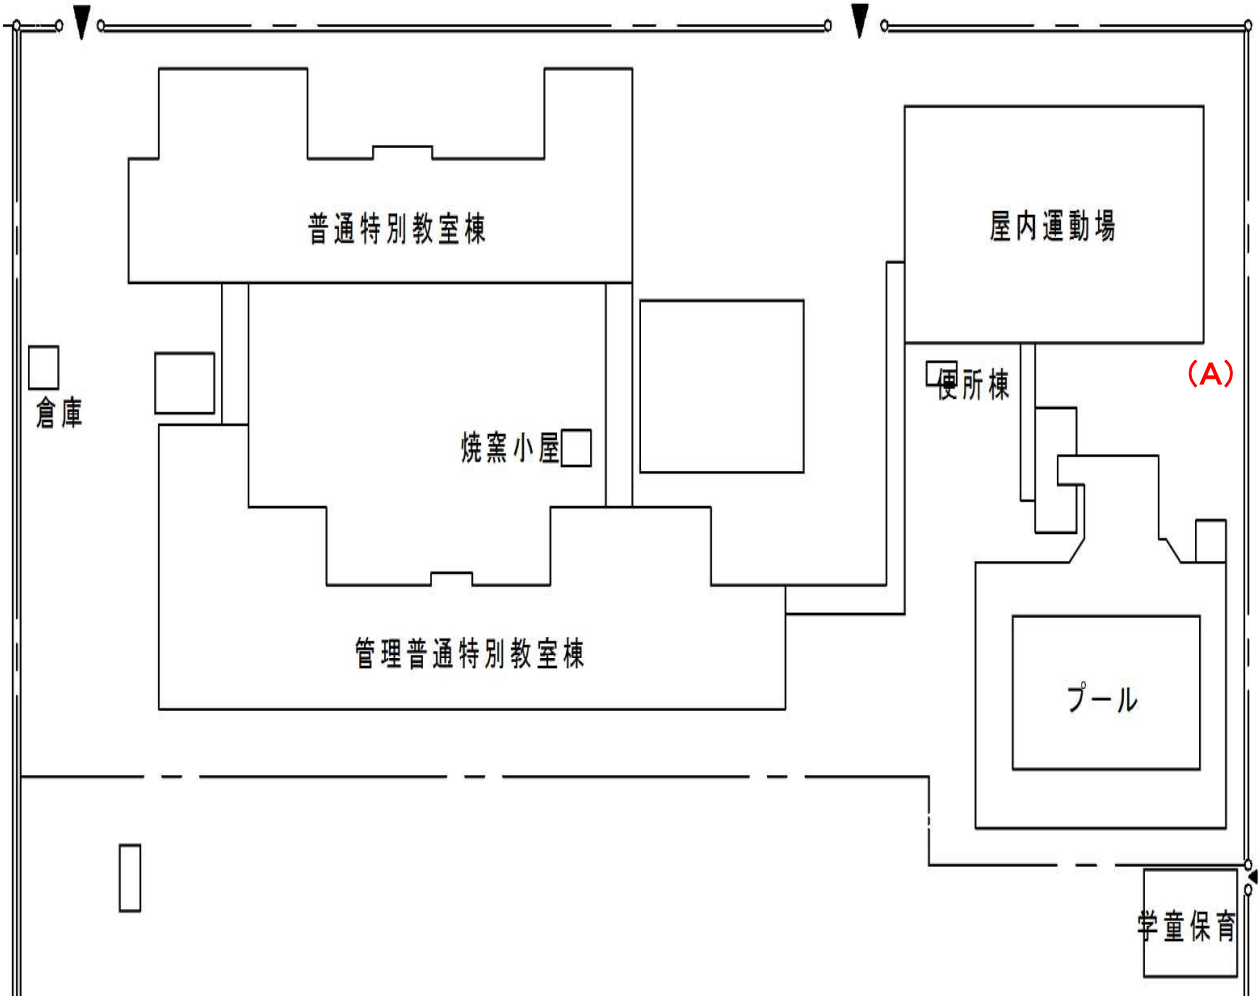 普通特別教室棟
屋内運動場
(A)
便所棟
倉庫
焼窯小屋
管理普通特別教室棟
プール
学童保育